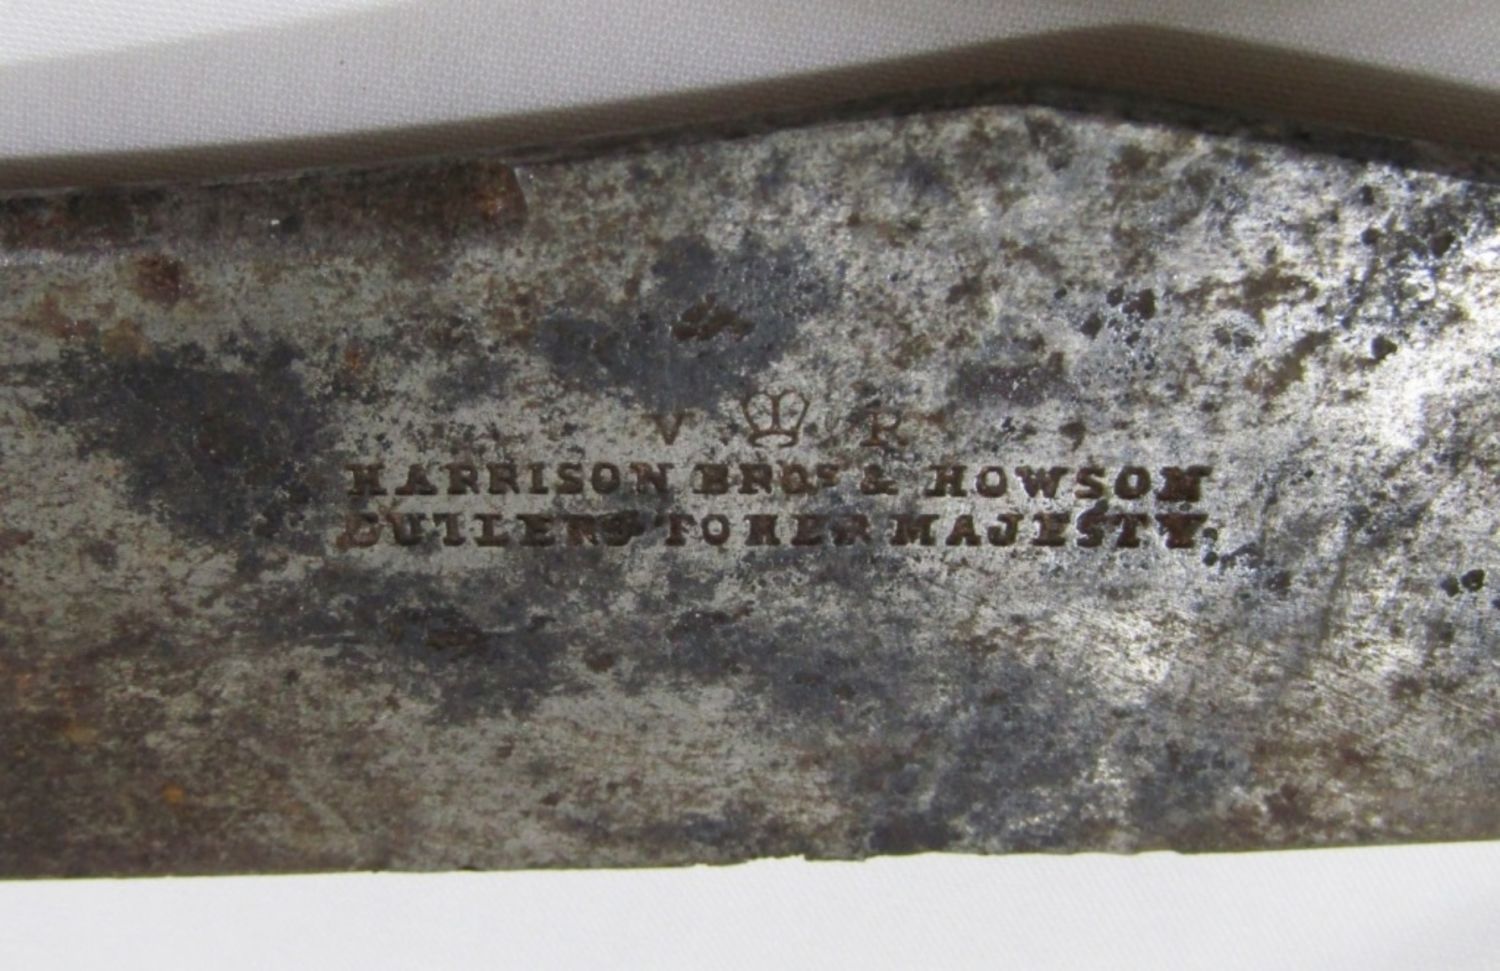 V R
HARRISON BROS & HOWSON
CUTLERS TO HER MAJESTY.